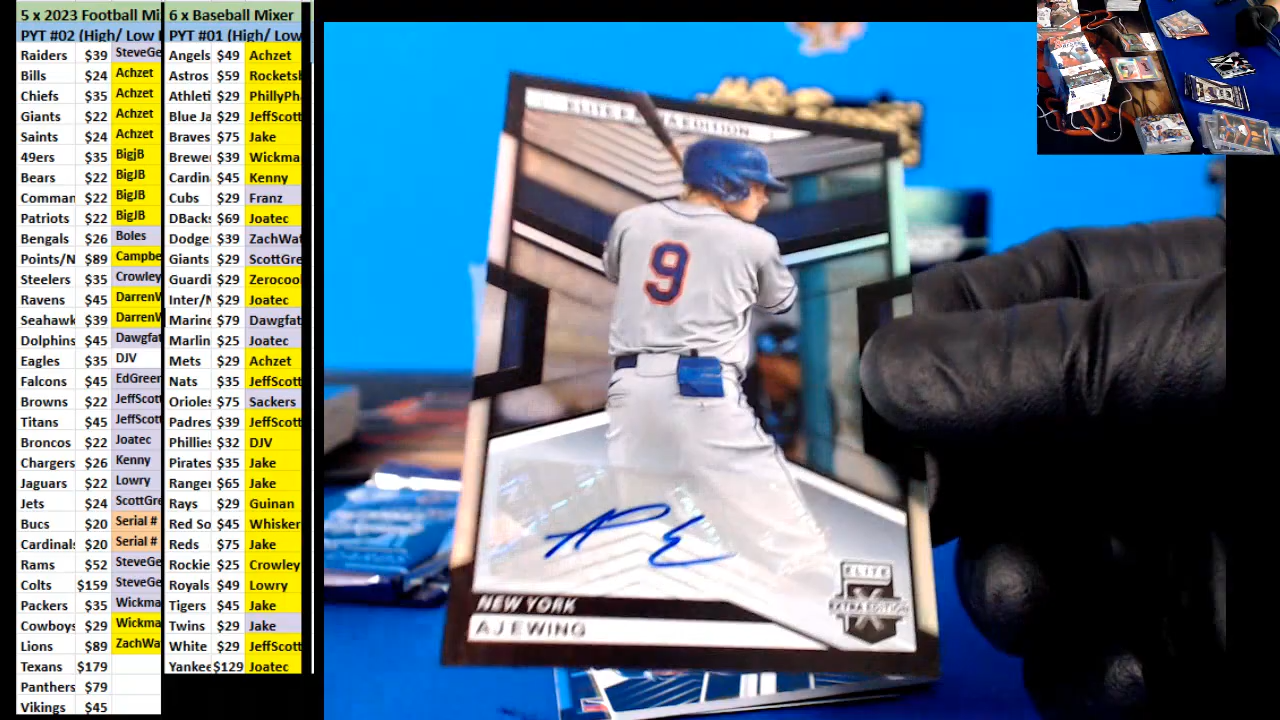 5 x 2023 Football Mi
PYT #02 (High/ Low
Raiders $39 SteveGe
Bills $24 Achzet
Chiefs $35 Achzet
Giants $22 Achzet
Saints $24 Achzet
49ers $35 BigjB
Bears $22 BigJB
Comman $22 BigJB
Patriots $22 BigJB
Bengals $26 Boles
Points/N $89 Campbe
Steelers $35 Crowley
Ravens $45 DarrenW
Seahawk $39 DarrenW
Dolphins $45 Dawgfat
Eagles $35 DJV
Falcons $45 EdGreer
Browns $22 JeffScott
Titans $45 JeffScott
Broncos $22 Joatec
Chargers $26 Kenny
Jaguars $22 Lowry
Jets $24 ScottGre
Bucs $20 Serial #
Cardinals $20 Serial #
Rams $52 SteveGe
Colts $159 SteveGe
Packers $35 Wickma
Cowboys $29 Wickma
Lions $89 ZachWa
Texans $179
Panthers $79
Vikings $45
6 x Baseball Mixer
PYT #01 (High/ Low
Angels $49 Achzet
Astros $59 Rockets
Athleti $39 PhillyPh
Blue Ja $29 JeffScott
Braves $75 Jake
Brewe $39 Wickma
Cardin $45 Kenny
Cubs $29 Franz
DBacks $69 Joatec
Dodge $39 ZachWat
Giants $29 ScottGre
Guardi $29 Zerocoo
Inter/M $29 Joatec
Marine $79 Dawgfat
Marlin $25 Joatec
Mets $29 Achzet
Nats $35 JeffScott
Orioles $75 Sackers
Padres $39 JeffScott
Phillies $32 DJV
Pirates $35 Jake
Ranger $65 Jake
Rays $29 Guinan
Red So $45 Whisker
Reds $75 Jake
Rockie $25 Crowley
Royals $49 Lowry
Tigers $45 Jake
Twins $29 Jake
White $29 JeffScott
Yankee $129 Joatec
ELITE EXTRA EDITION
9
NEW YORK
AJ EWING
ELITE
EXTRA EDITION
X